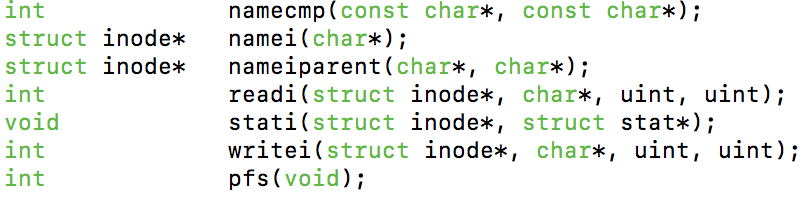 int             namecmp(const char*, const char*);
struct inode*   namei(char*);
struct inode*   nameiparent(char*, char*);
int             readi(struct inode*, char*, uint, uint);
void            stati(struct inode*, struct stat*);
int             writei(struct inode*, char*, uint, uint);
int             pfs(void);